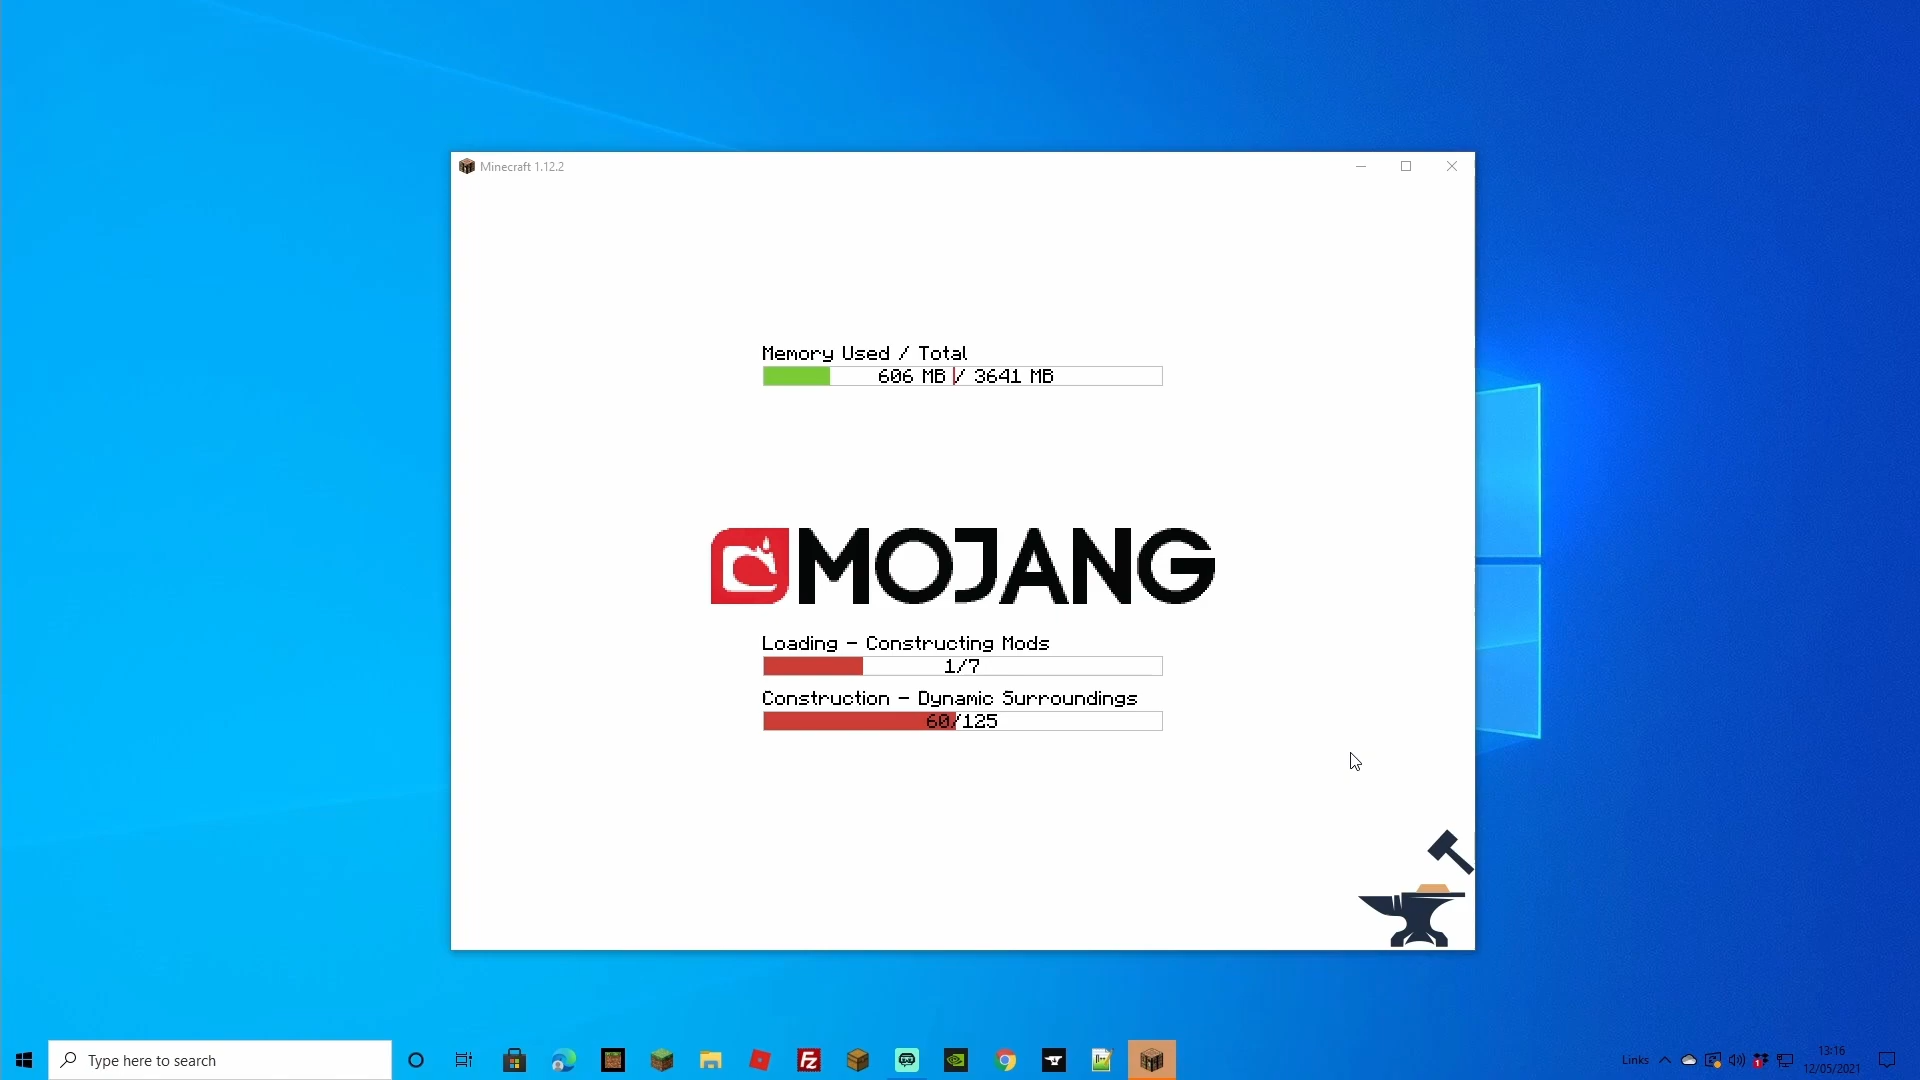 Minecraft 1.12.2
Memory Used / Total
606 MB / 3641 MB
MOJANG
Loading - Constructing Mods
1/7
Construction - Dynamic Surroundings
60/125
Type here to search
Links
13:16
12/05/2021